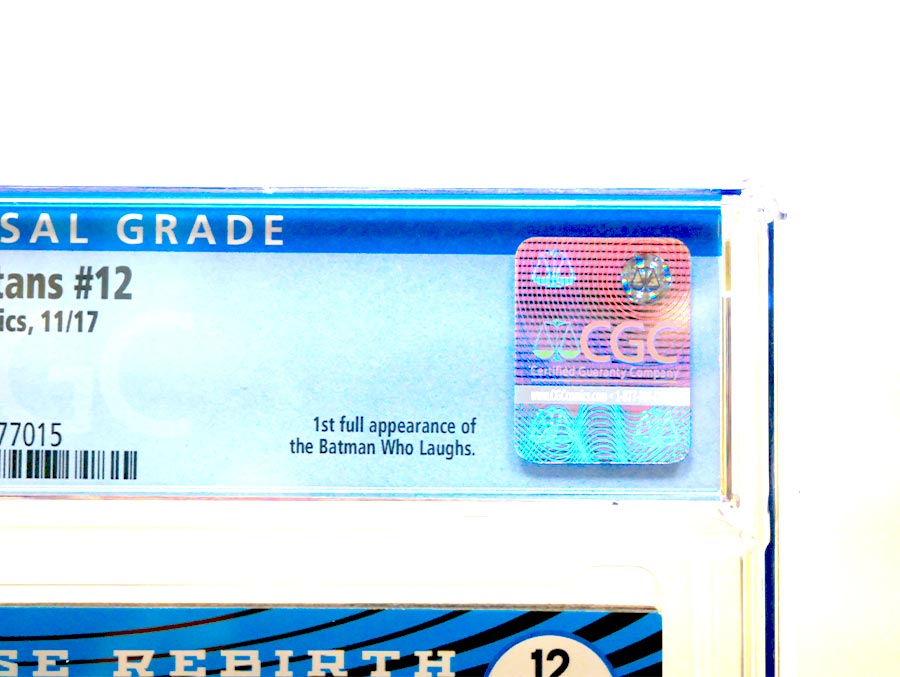 SAL GRADE
tans #12
ics, 11/17
77015
1st full appearance of
the Batman Who Laughs.
CGC
Certified Guaranty Company
SE REBIRTH
12